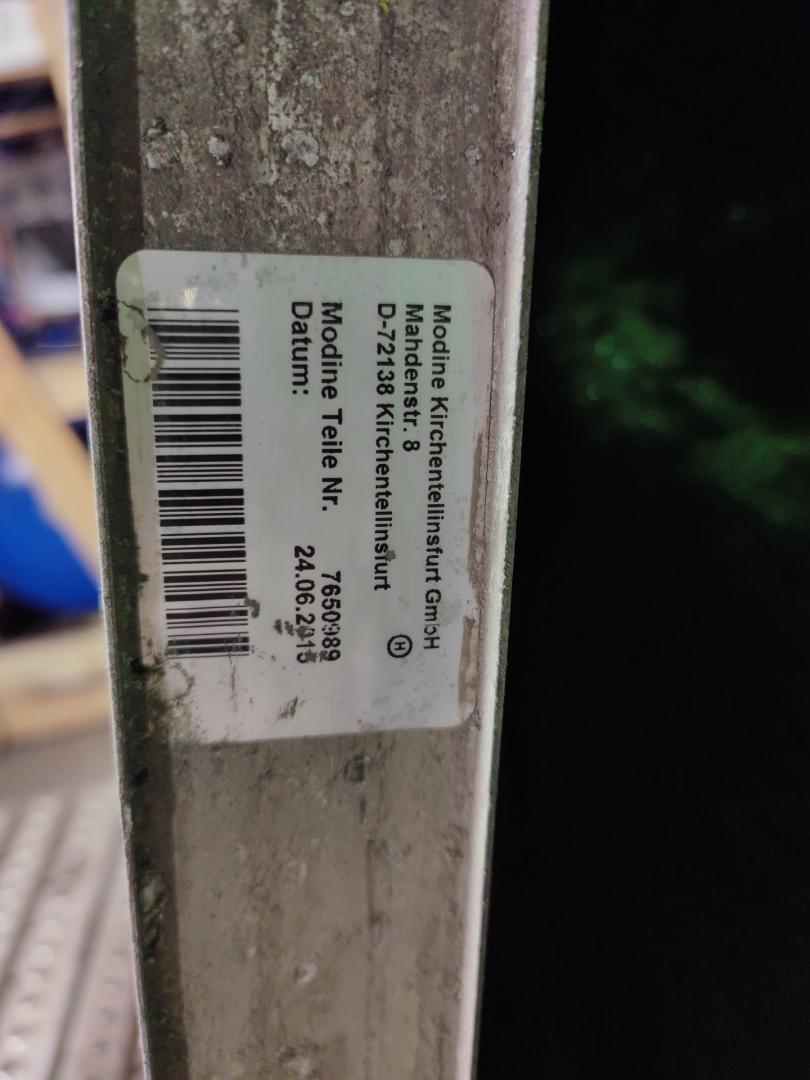 Modine Kirchentellinsfurt GmbH
Mahdenstr. 8
D-72138 Kirchentellinsfurt
H
Modine Teile Nr. 7650989
Datum: 24.06.2015